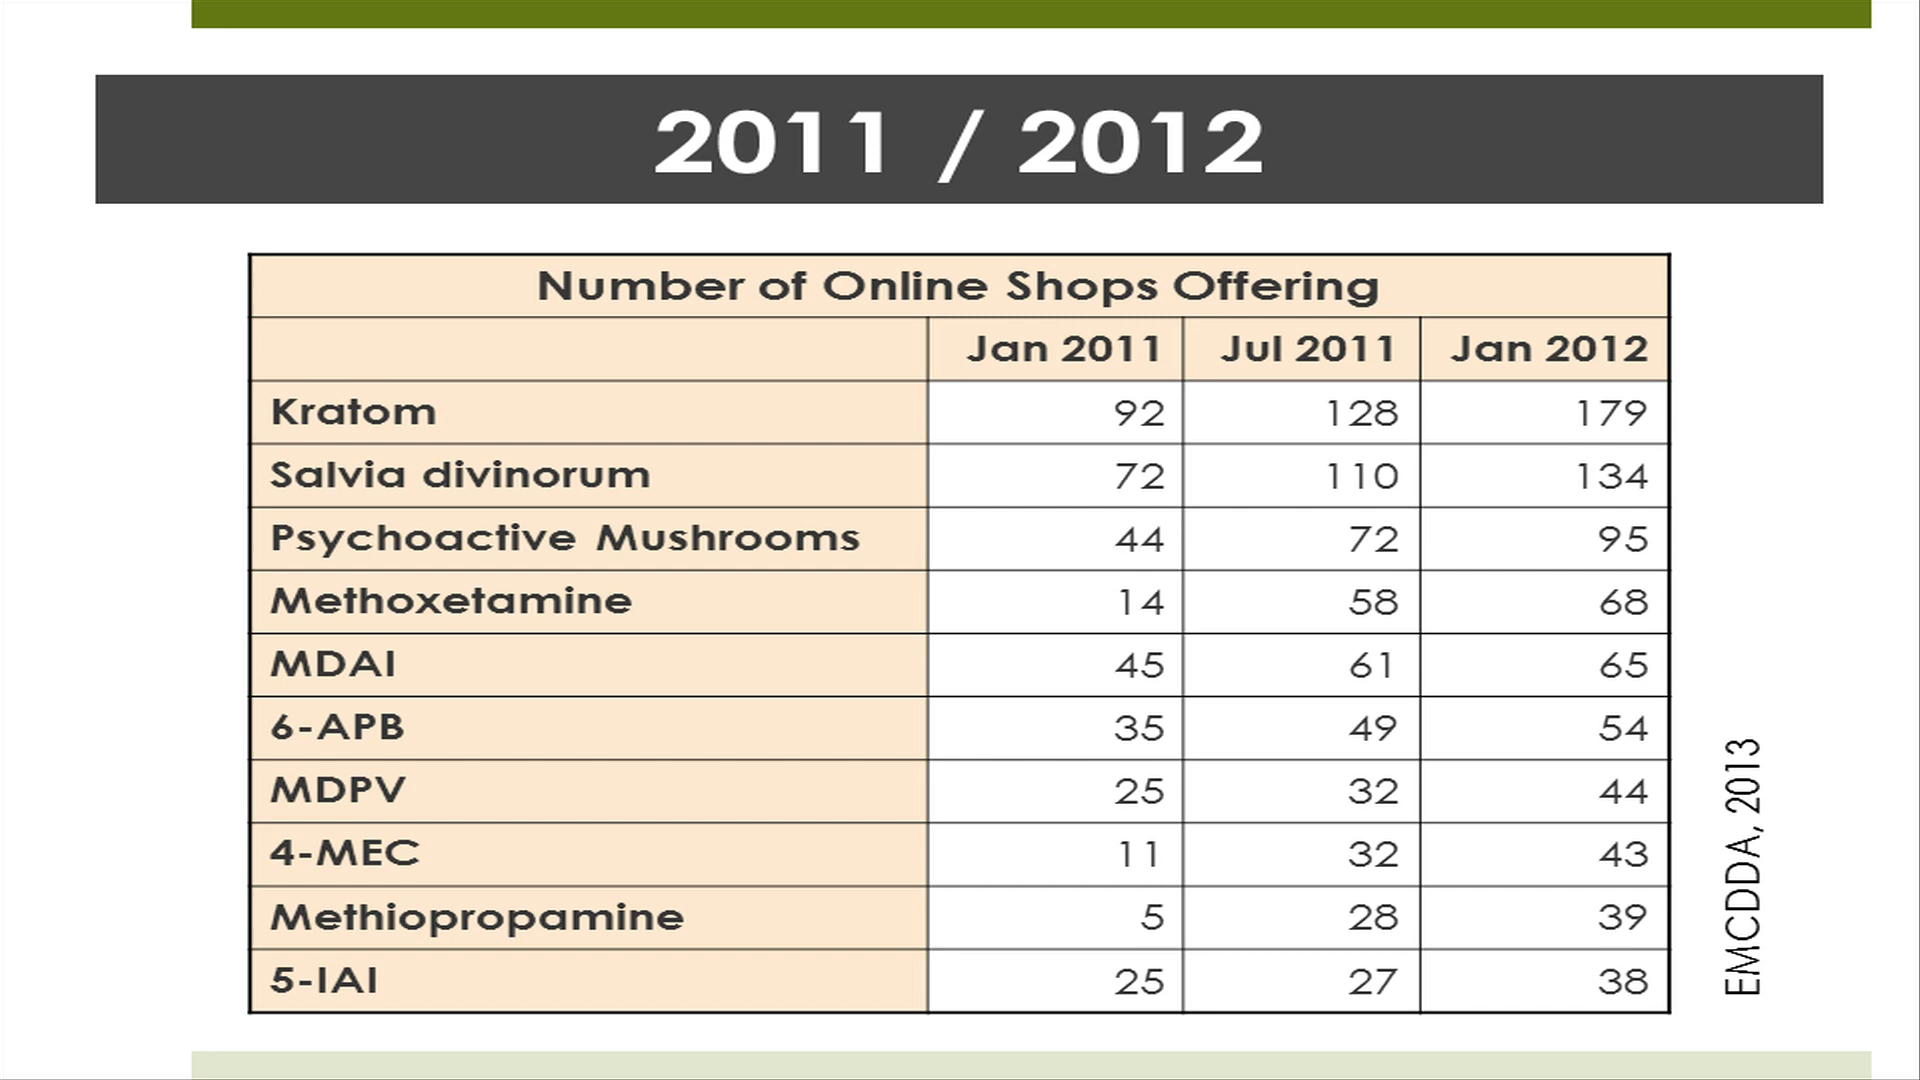 2011 / 2012
Number of Online Shops Offering
Jan 2011 Jul 2011 Jan 2012
Kratom 92 128 179
Salvia divinorum 72 110 134
Psychoactive Mushrooms 44 72 95
Methoxetamine 14 58 68
MDAI 45 61 65
6-APB 35 49 54
MDPV 25 32 44
4-MEC 11 32 43
Methiopropamine 5 28 39
5-IAI 25 27 38
EMCDDA, 2013